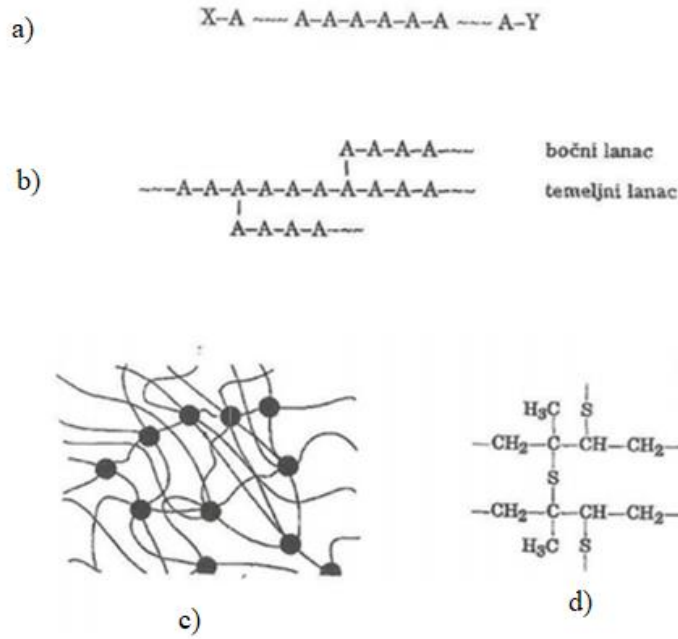 a)
X–A ~~~ A–A–A–A–A–A ~~~ A–Y
b)
A–A–A–A~~~ bočni lanac
~~~A–A–A–A–A–A–A–A–A–A~~~ temeljni lanac
A–A–A–A~~~
c)
H₃C S
—CH₂—C—CH—CH₂—
S
—CH₂—C—CH—CH₂—
H₃C S
d)